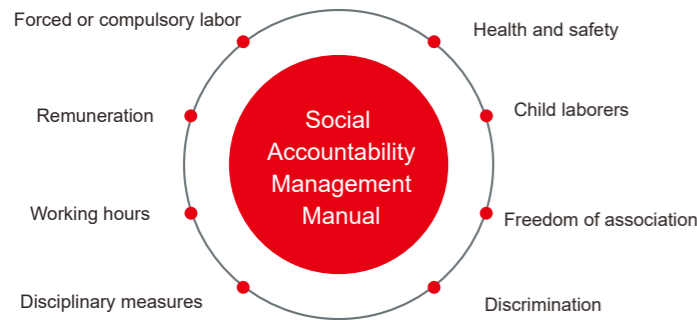 Forced or compulsory labor
Health and safety
Remuneration
Child laborers
Social
Accountability
Management
Manual
Working hours
Freedom of association
Disciplinary measures
Discrimination